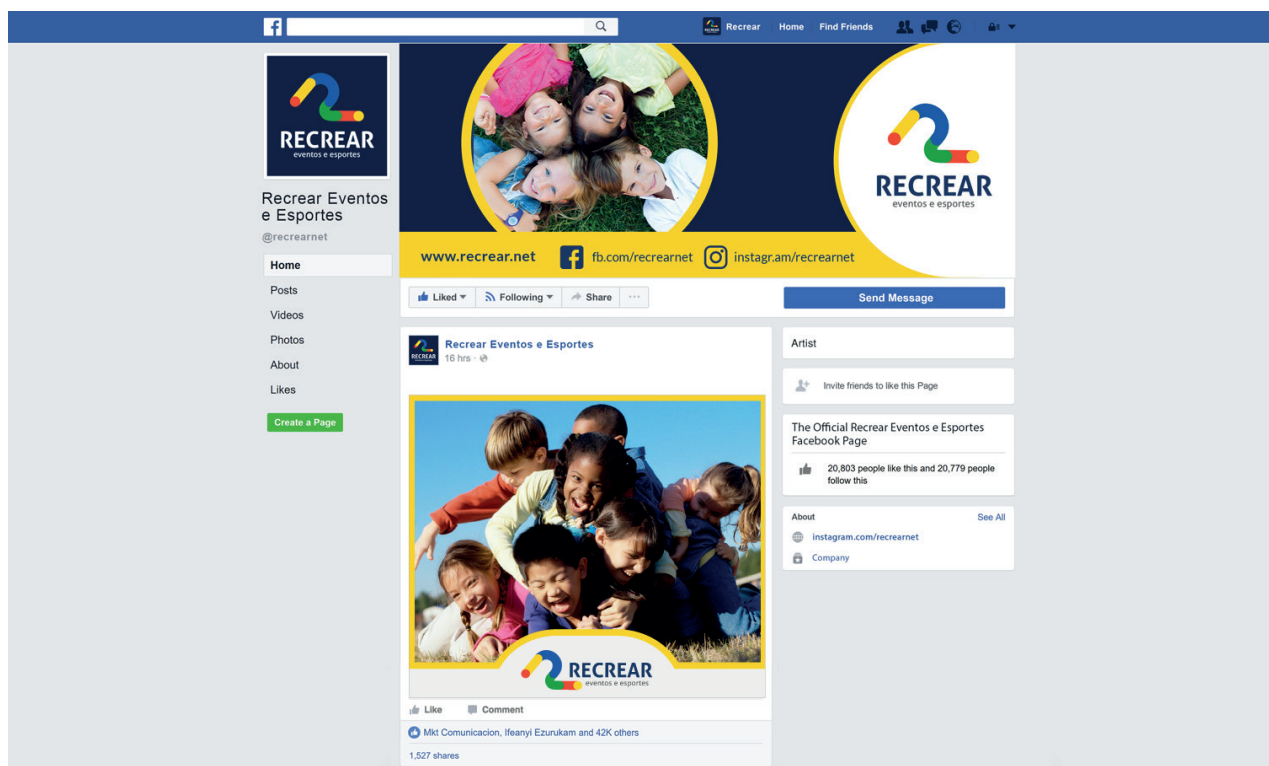 f
Recrear
Home
Find Friends
RECREAR
eventos e esportes
Recrear Eventos
e Esportes
@recrearnet
Home
Posts
Videos
Photos
About
Likes
Create a Page
RECREAR
eventos e esportes
www.recrear.net
fb.com/recrearnet
instagr.am/recrearnet
Liked
Following
Share
Send Message
RECREAR
Recrear Eventos e Esportes
16 hrs
RECREAR
eventos e esportes
Like
Comment
Mkt Comunicacion, Ifeanyi Ezurukam and 42K others
1,527 shares
Artist
Invite friends to like this Page
The Official Recrear Eventos e Esportes
Facebook Page
20,803 people like this and 20,779 people
follow this
About
See All
instagram.com/recrearnet
Company